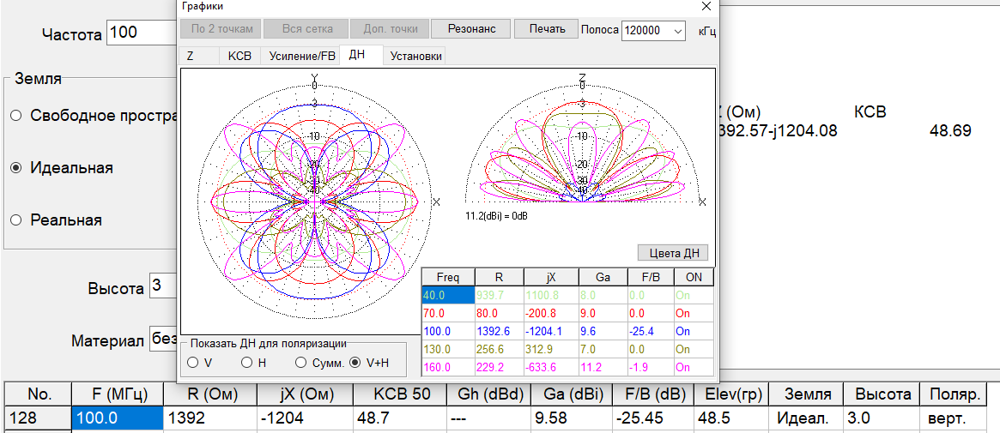 Графики
По 2 точкам Вся сетка Доп. точки Резонанс Печать Полоса 120000 кГц
Частота 100
Z КСВ Усиление/FB ДН Установки
Земля
Y
0
-3
-10
-20
-30
-40
X
Z
0
-3
-10
-20
-30
-40
X
11.2(dBi) = 0dB
(Ом) КСВ
392.57-j1204.08 48.69
Свободное простра
Идеальная
Реальная
Цвета ДН
Высота 3
Материал без
Freq R jX Ga F/B ON
40.0 939.7 1100.8 8.0 0.0 On
70.0 80.0 -200.8 9.0 0.0 On
100.0 1392.6 -1204.1 9.6 -25.4 On
130.0 256.6 312.9 7.0 0.0 On
160.0 229.2 -633.6 11.2 -1.9 On
Показать ДН для поляризации
V H Сумм. V+H
No. F (МГц) R (Ом) jX (Ом) КСВ 50 Gh (dBd) Ga (dBi) F/B (dB) Elev(гр) Земля Высота Поляр.
128 100.0 1392 -1204 48.7 --- 9.58 -25.45 48.5 Идеал. 3.0 верт.